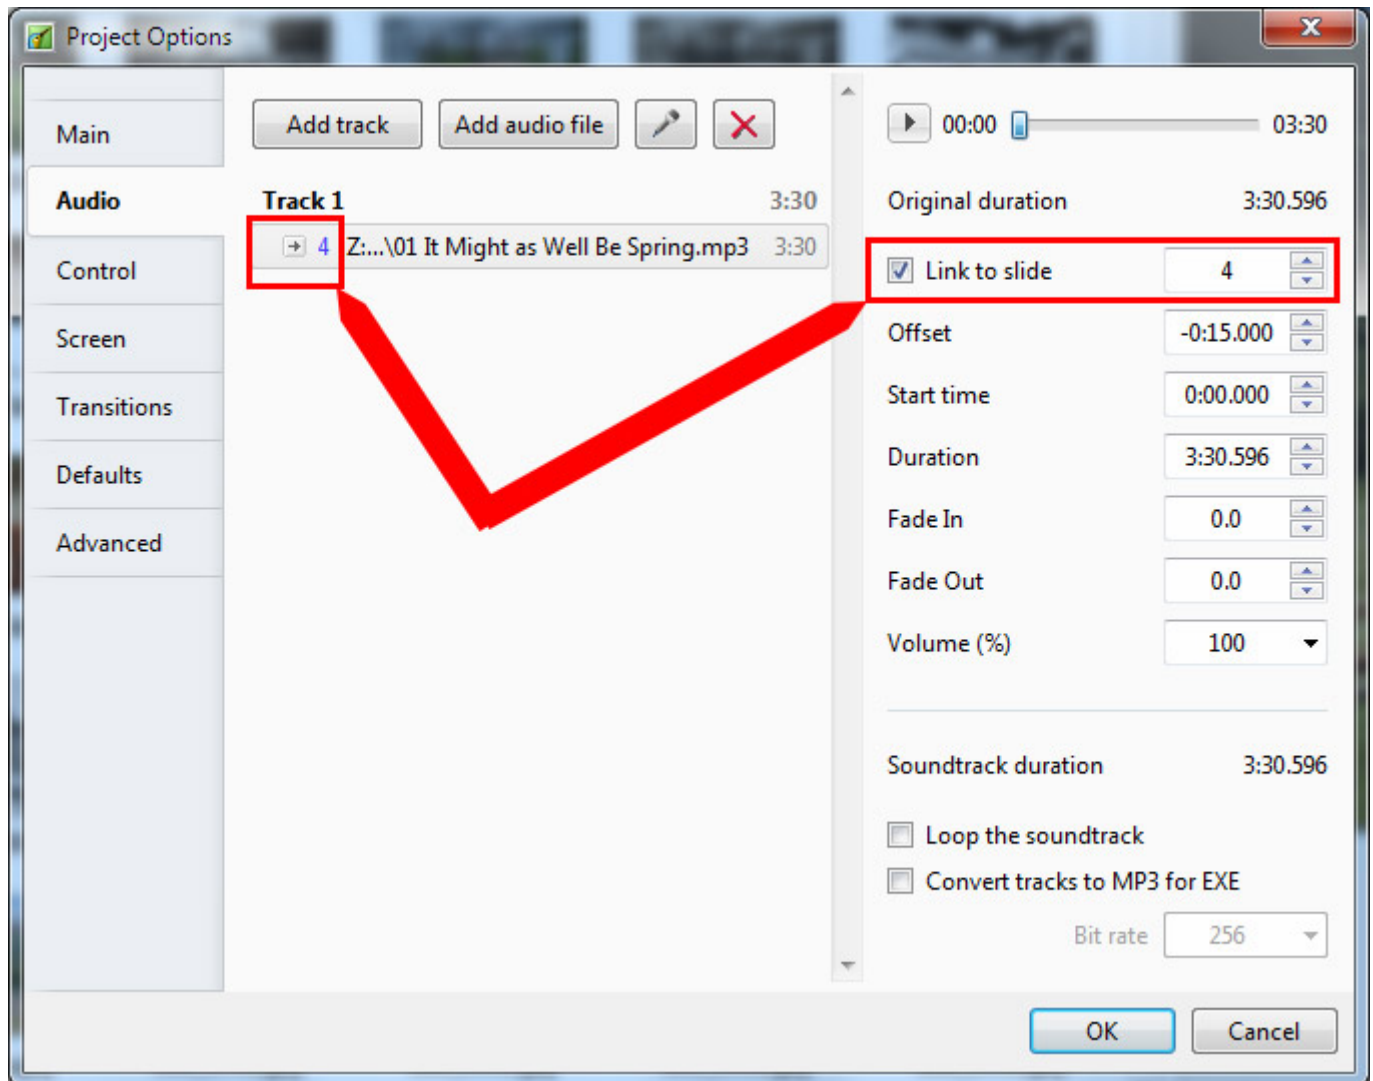 Project Options
Main
Audio
Control
Screen
Transitions
Defaults
Advanced
Add track Add audio file
Track 1 3:30
4 Z:...\01 It Might as Well Be Spring.mp3 3:30
00:00 03:30
Original duration 3:30.596
Link to slide 4
Offset -0:15.000
Start time 0:00.000
Duration 3:30.596
Fade In 0.0
Fade Out 0.0
Volume (%) 100
Soundtrack duration 3:30.596
Loop the soundtrack
Convert tracks to MP3 for EXE
Bit rate 256
OK Cancel